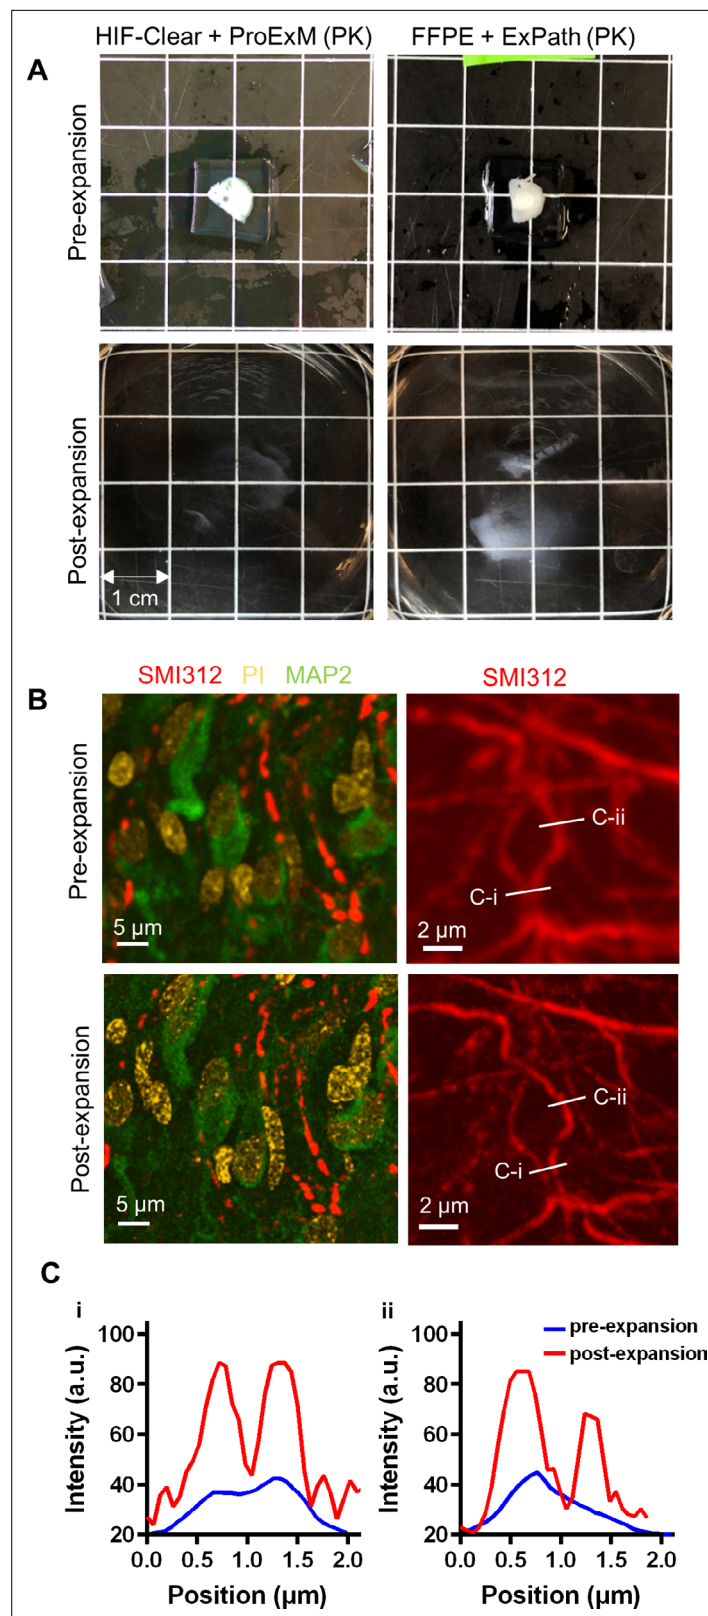 HIF-Clear + ProExM (PK) FFPE + ExPath (PK)
A
Pre-expansion
Post-expansion
1 cm
B
SMI312 PI MAP2 SMI312
Pre-expansion
5 µm
C-ii
C-i
2 µm
Post-expansion
5 µm
C-ii
C-i
2 µm
C
i ii
pre-expansion
post-expansion
100 100
80 80
60 60
40 40
20 20
Intensity (a.u.) Intensity (a.u.)
0.0 0.5 1.0 1.5 2.0 0.0 0.5 1.0 1.5 2.0
Position (µm) Position (µm)